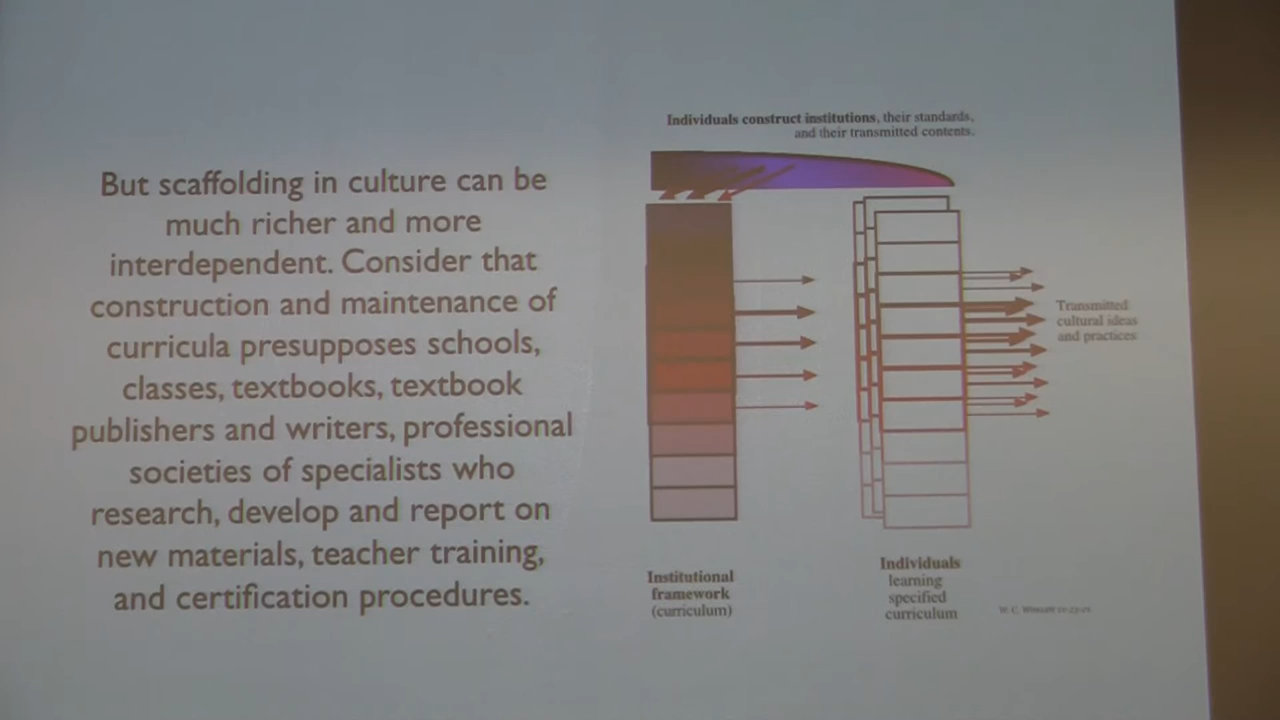 But scaffolding in culture can be
much richer and more
interdependent. Consider that
construction and maintenance of
curricula presupposes schools,
classes, textbooks, textbook
publishers and writers, professional
societies of specialists who
research, develop and report on
new materials, teacher training,
and certification procedures.
Individuals construct institutions, their standards,
and their transmitted contents.
Transmitted
cultural ideas
and practices
Institutional
framework
(curriculum)
Individuals
learning
specified
curriculum
W. C.